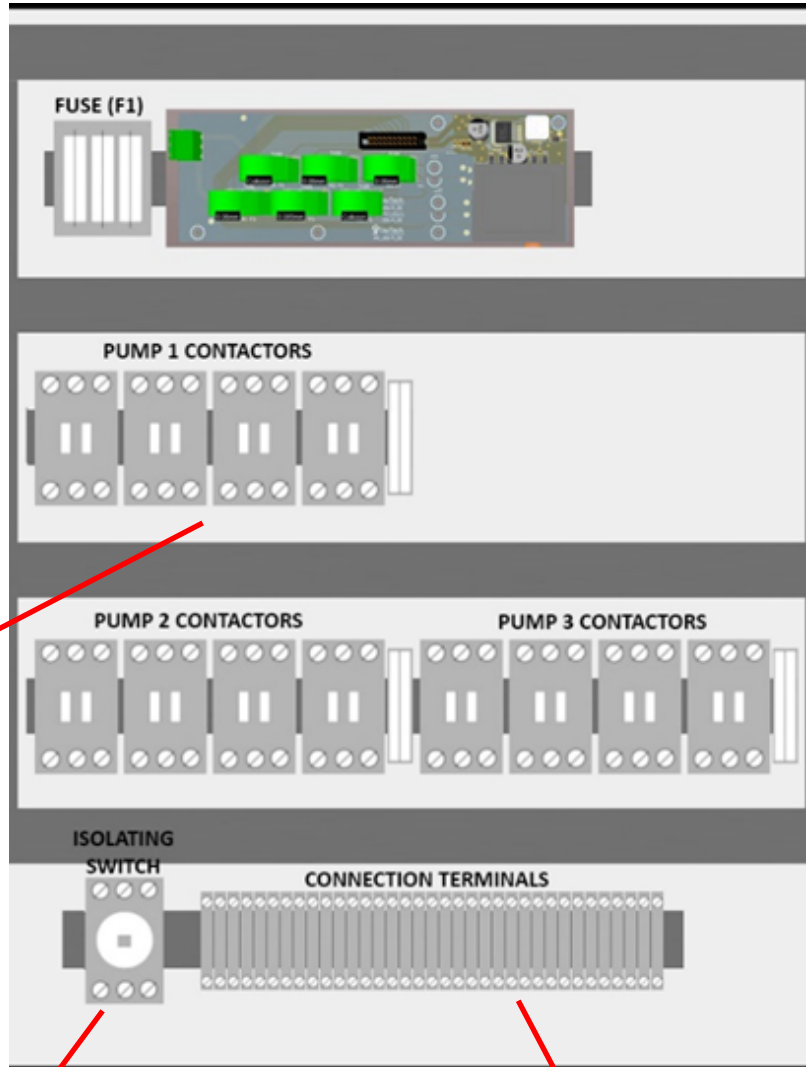 FUSE (F1)
PUMP 1 CONTACTORS
PUMP 2 CONTACTORS
PUMP 3 CONTACTORS
ISOLATING
SWITCH
CONNECTION TERMINALS